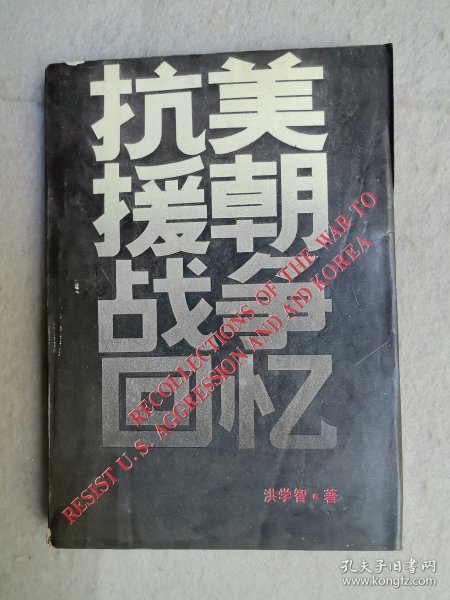 抗美
援朝
战争
回忆
RECOLLECTIONS OF THE WAR TO
RESIST U.S. AGGRESSION AND AID KOREA
洪学智·著
孔夫子旧书网
www.kongfz.com